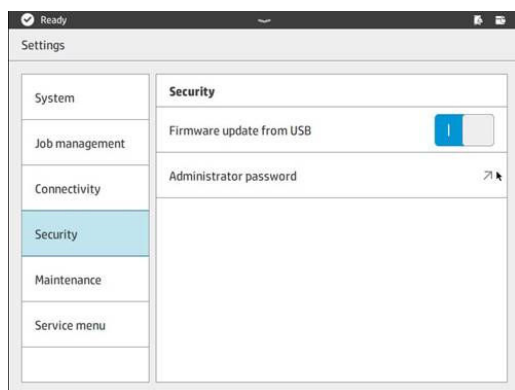 Ready
Settings
System
Job management
Connectivity
Security
Maintenance
Service menu
Security
Firmware update from USB
Administrator password